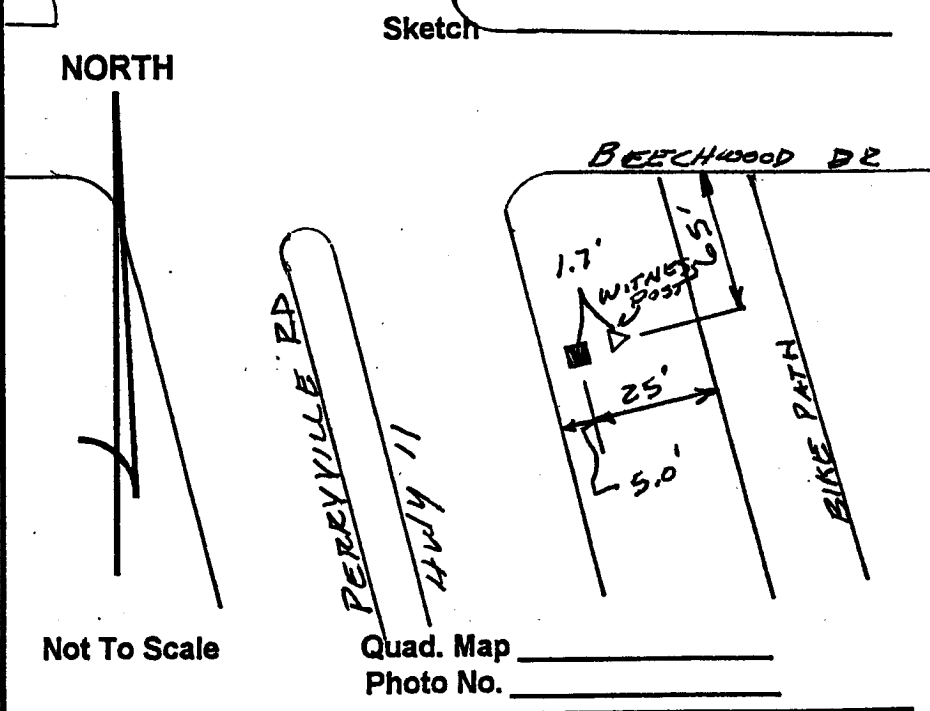 Sketch
NORTH
BEECHWOOD DR
1.7'
WITNESS
POST
65'
PERRYVILLE RD
HWY 11
25'
5.0'
BIKE PATH
Not To Scale
Quad. Map
Photo No.